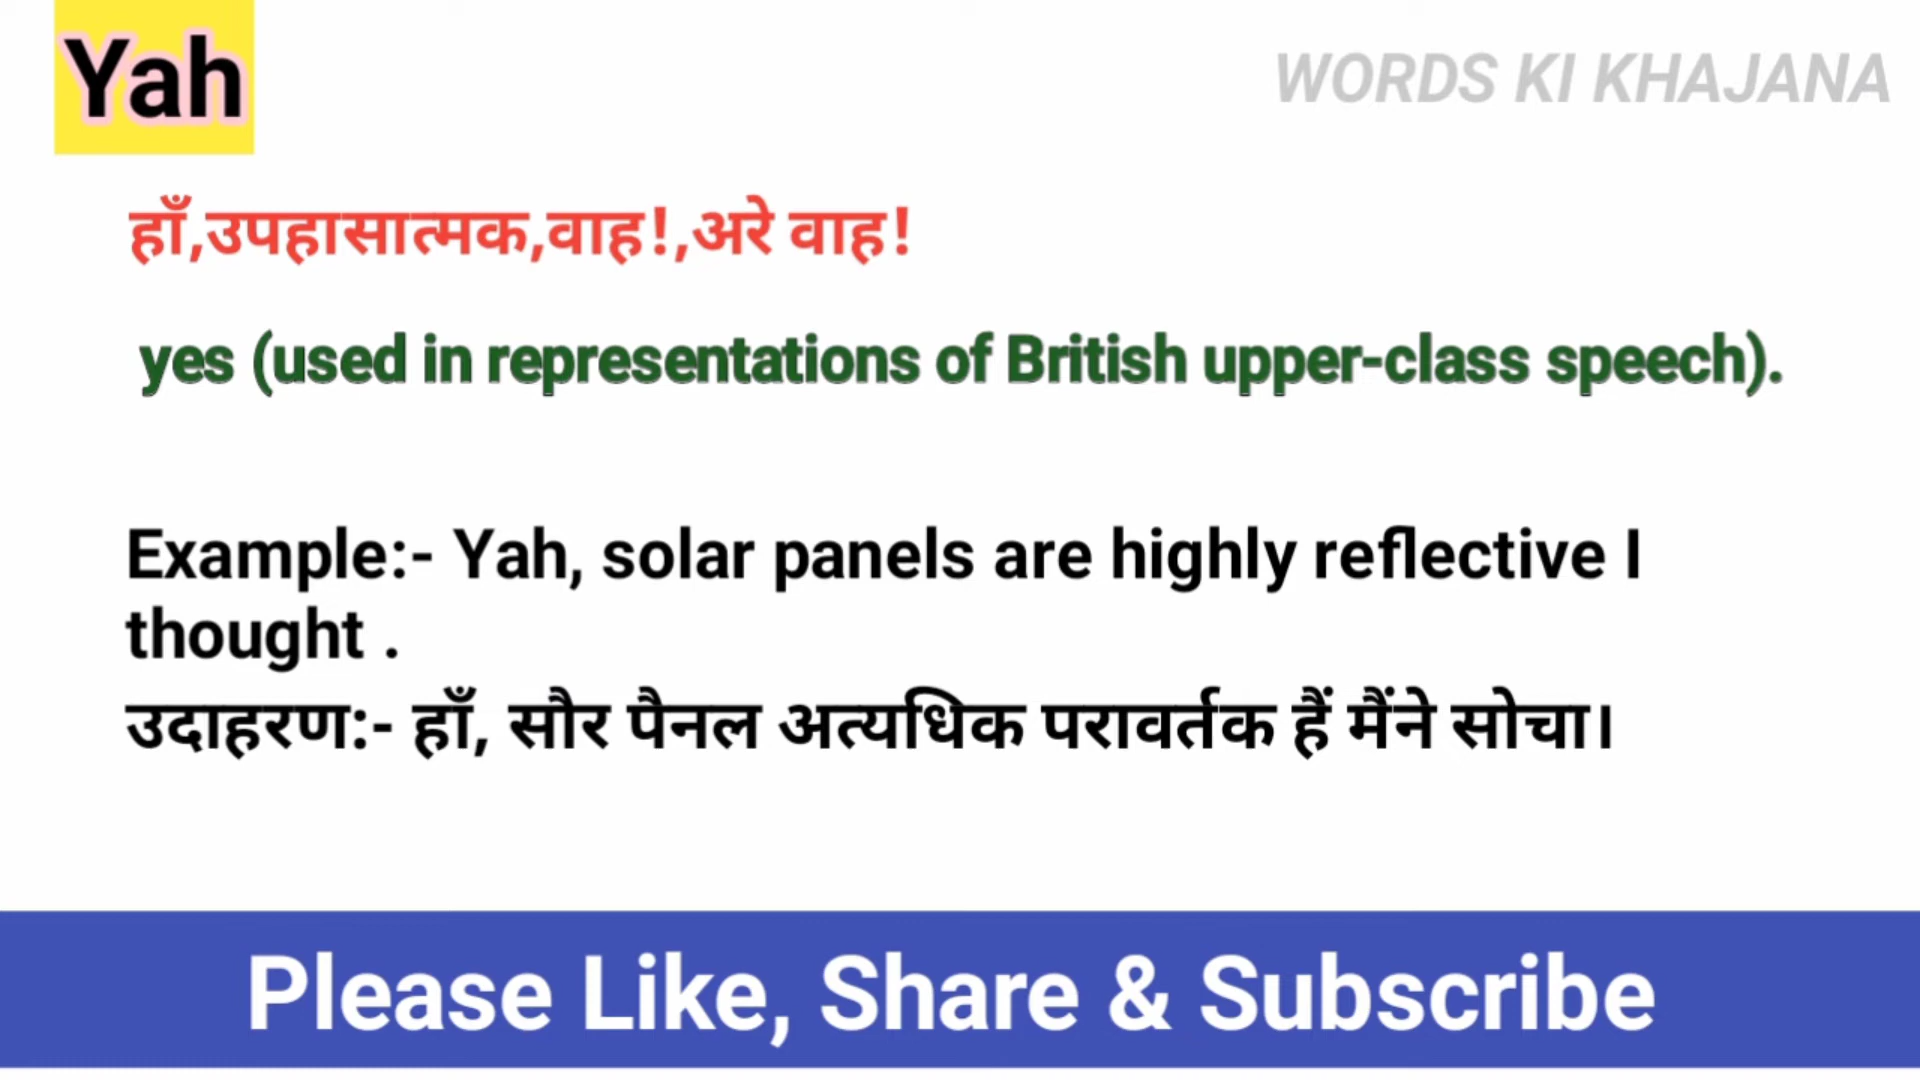 Yah
WORDS KI KHAJANA
हाँ,उपहासात्मक,वाह!,अरे वाह!
yes (used in representations of British upper-class speech).
Example:- Yah, solar panels are highly reflective I
thought .
उदाहरण:- हाँ, सौर पैनल अत्यधिक परावर्तक हैं मैंने सोचा।
Please Like, Share & Subscribe